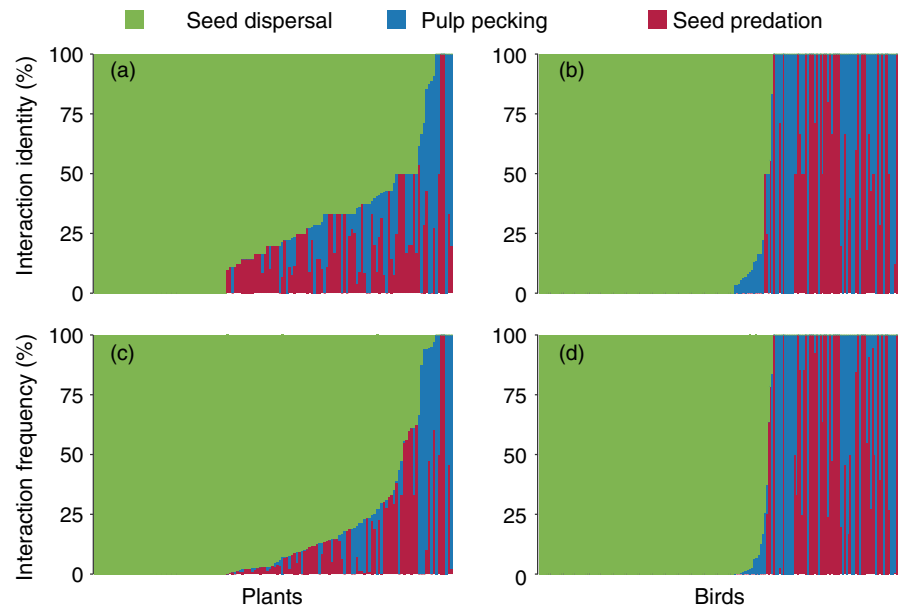 Seed dispersal Pulp pecking Seed predation
Interaction identity (%)
100
75
50
25
0
(a)
100
75
50
25
0
(b)
Interaction frequency (%)
100
75
50
25
0
(c)
Plants
100
75
50
25
0
(d)
Birds